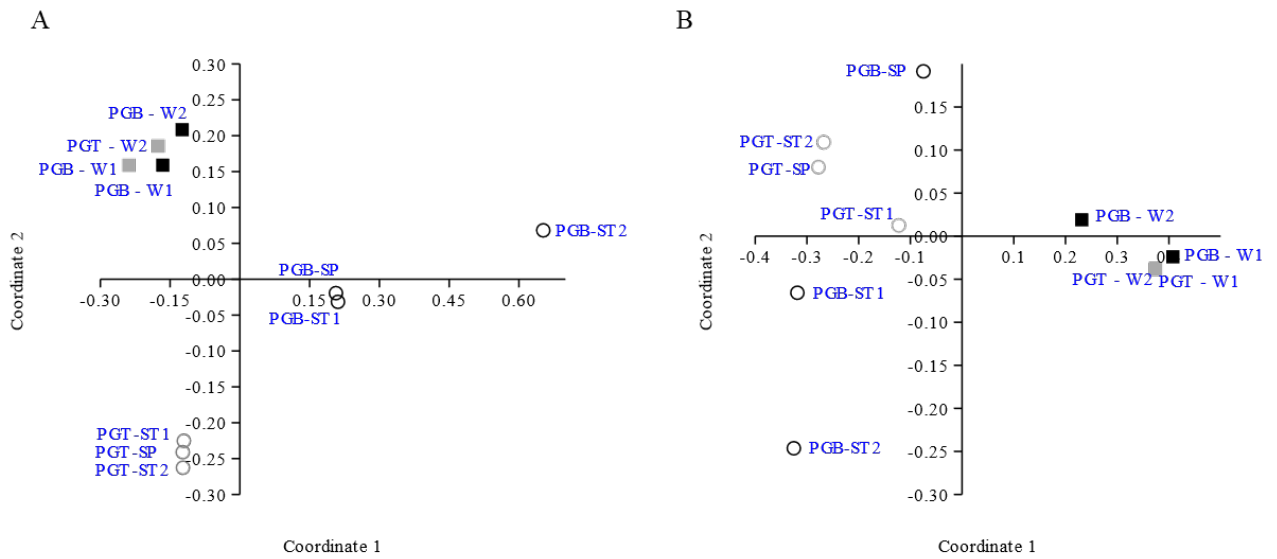 A
0.30
0.25
PGB - W2
0.20
PGT - W2
PGB - W1
0.15
PGB - W1
0.10
0.05
PGB-ST2
PGB-SP
0.00
-0.30
-0.15
0.15
0.30
0.45
0.60
-0.05
PGB-ST1
-0.10
-0.15
-0.20
PGT-ST1
PGT-SP
-0.25
PGT-ST2
-0.30
Coordinate 2
Coordinate 1
B
PGB-SP
0.15
PGT-ST2
0.10
PGT-SP
0.05
PGT-ST1
PGB - W2
0.00
-0.4
-0.3
-0.2
-0.1
0.1
0.2
0.3
PGB - W1
PGT - W2
PGT - W1
-0.05
PGB-ST1
-0.10
-0.15
-0.20
PGB-ST2
-0.25
-0.30
Coordinate 2
Coordinate 1